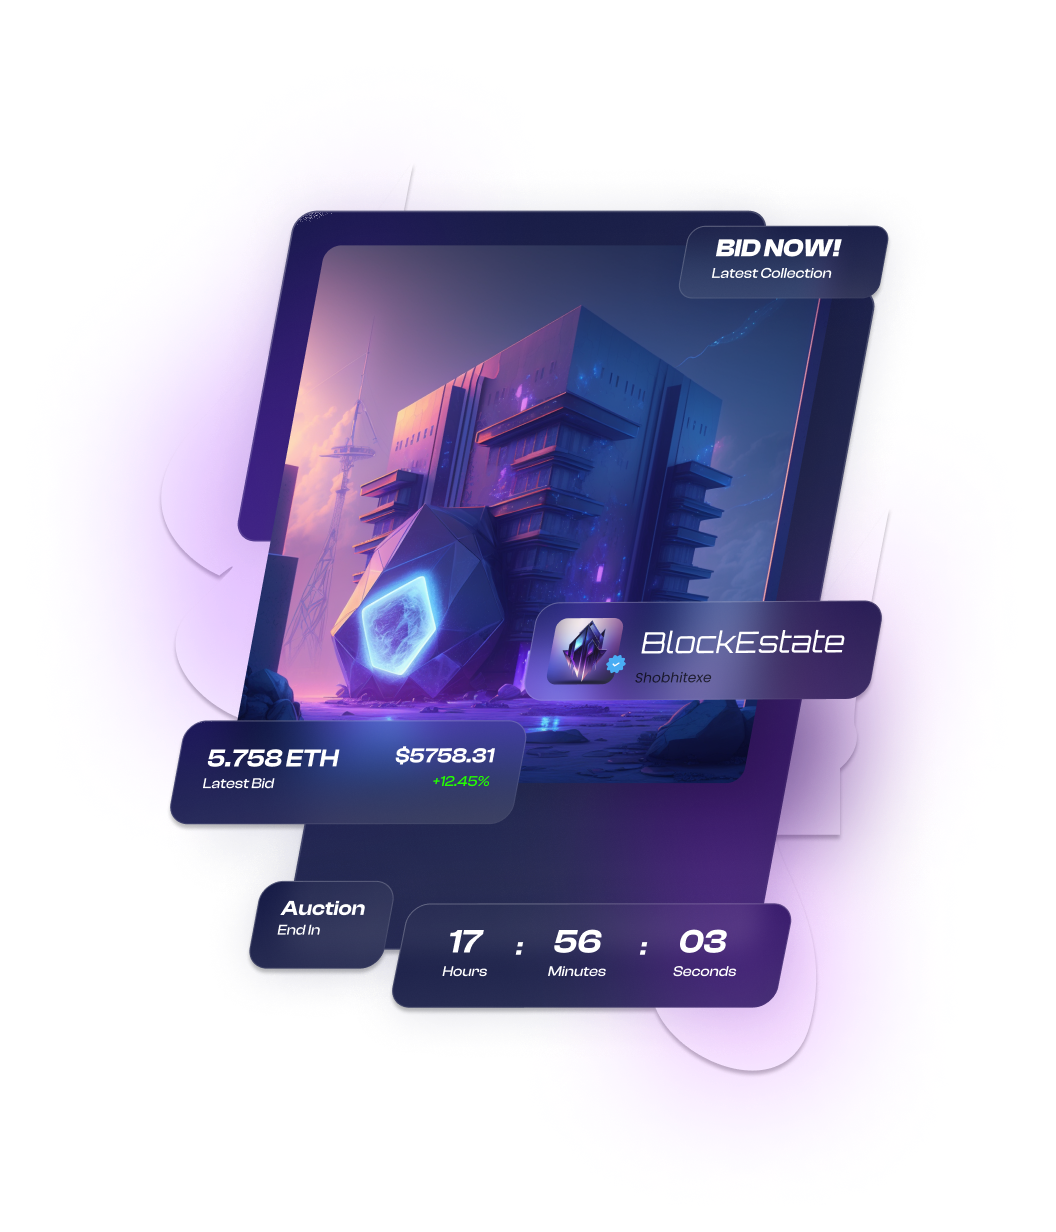 BID NOW!
Latest Collection
BlockEstate
Shobhitexe
5.758 ETH
Latest Bid
$5758.31
+12.45%
Auction
End In
17 : 56 : 03
Hours Minutes Seconds